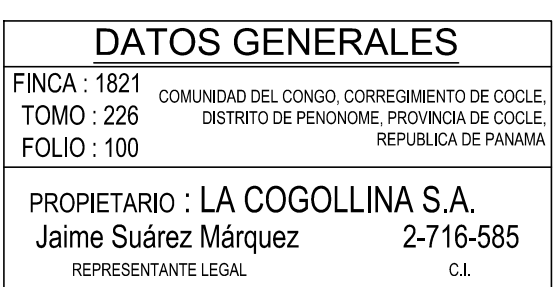 DATOS GENERALES
FINCA : 1821
TOMO : 226
FOLIO : 100
COMUNIDAD DEL CONGO, CORREGIMIENTO DE COCLE,
DISTRITO DE PENONOME, PROVINCIA DE COCLE,
REPUBLICA DE PANAMA
PROPIETARIO : LA COGOLLINA S.A.
Jaime Suárez Márquez 2-716-585
REPRESENTANTE LEGAL C.I.